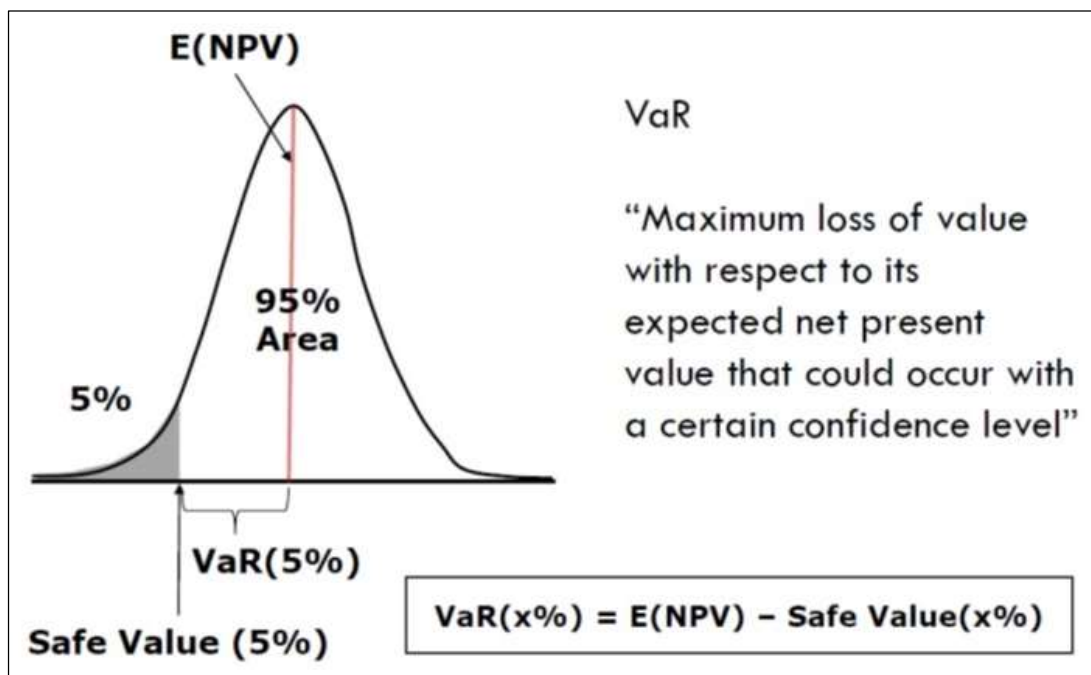 E(NPV)
95%
Area
5%
VaR(5%)
Safe Value (5%)
VaR
“Maximum loss of value
with respect to its
expected net present
value that could occur with
a certain confidence level”
VaR(x%) = E(NPV) – Safe Value(x%)